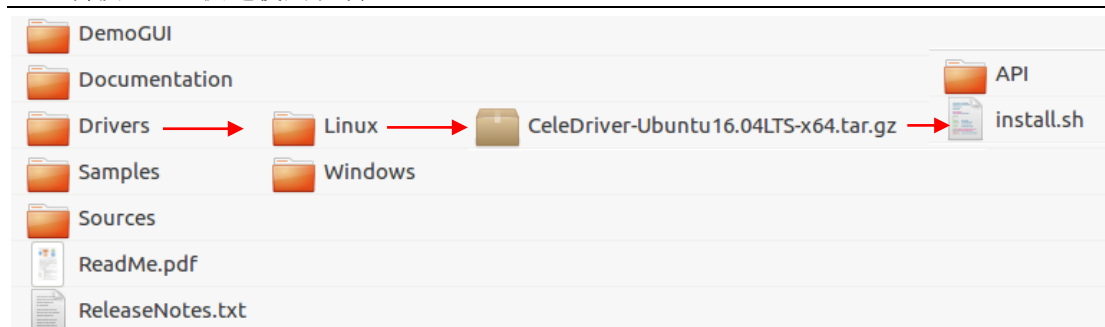 DemoGUI
Documentation
API
Drivers
Linux
CeleDriver-Ubuntu16.04LTS-x64.tar.gz
install.sh
Samples
Windows
Sources
ReadMe.pdf
ReleaseNotes.txt